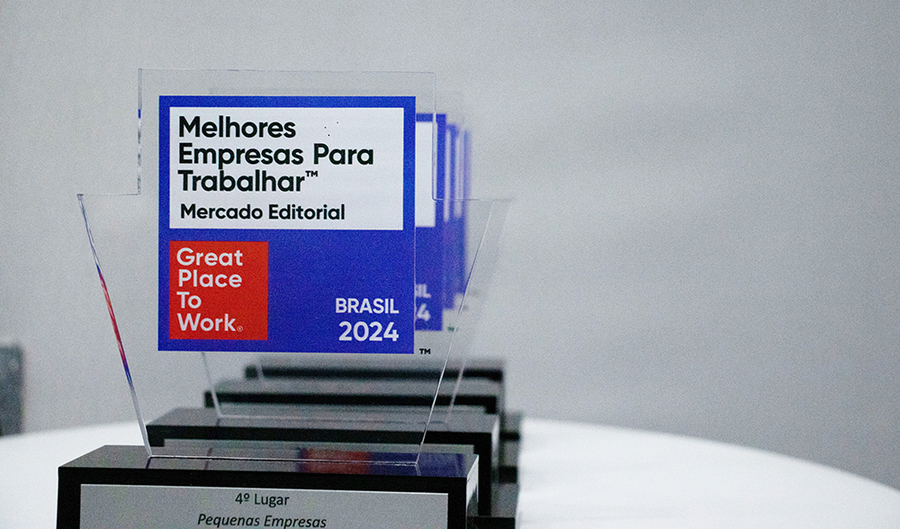 Melhores
Empresas Para
Trabalhar™
Mercado Editorial
Great
Place
To
Work®
BRASIL
2024
™
4º Lugar
Pequenas Empresas